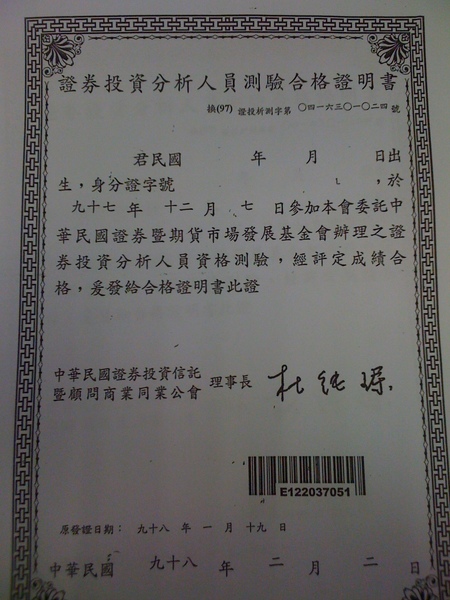 證券投資分析人員測驗合格證明書
換(97) 證投析測字第 〇四一六三〇一〇二四 號
君民國 年 月 日出
生，身分證字號 ，於
九十七年 十二月 七 日參加本會委託中
華民國證券暨期貨市場發展基金會辦理之證
券投資分析人員資格測驗，經評定成績合
格，爰發給合格證明書此證
中華民國證券投資信託
暨顧問商業同業公會 理事長
E122037051
原發證日期： 九十八 年 一 月 十九 日
中華民國 九十八 年 二 月 二 日